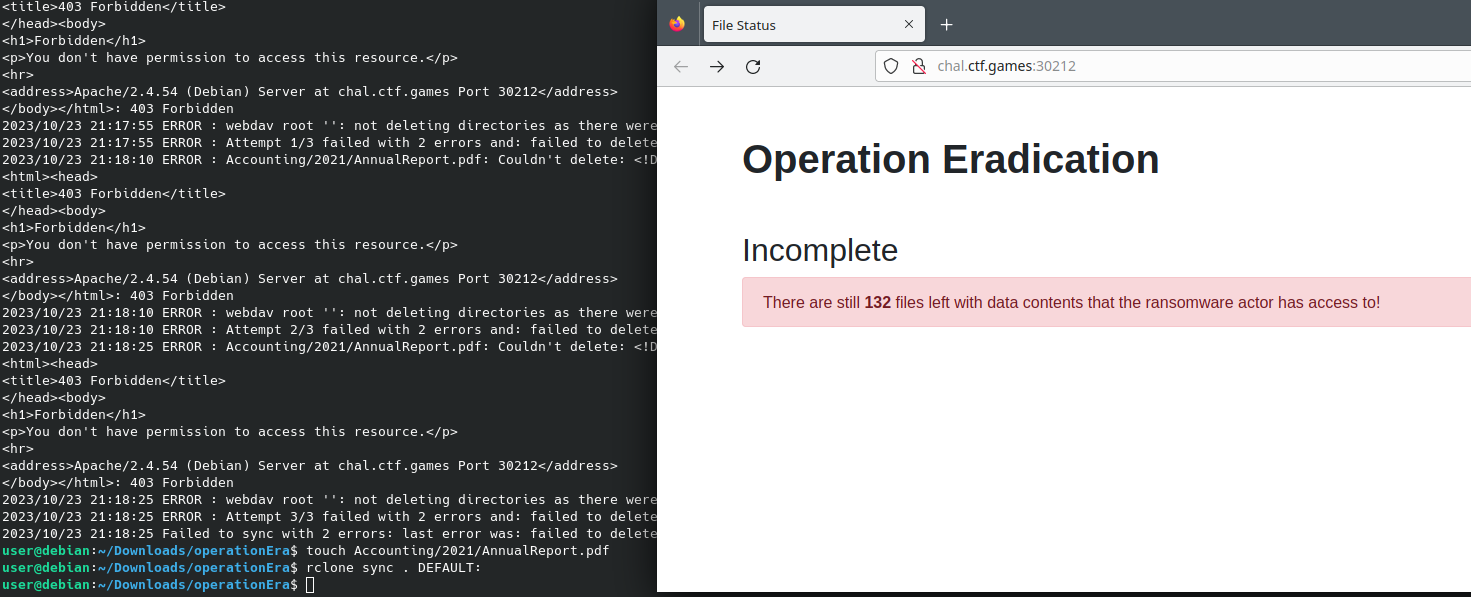 <title>403 Forbidden</title>
</head><body>
<h1>Forbidden</h1>
<p>You don't have permission to access this resource.</p>
<hr>
<address>Apache/2.4.54 (Debian) Server at chal.ctf.games Port 30212</address>
</body></html>: 403 Forbidden
2023/10/23 21:17:55 ERROR : webdav root '': not deleting directories as there were
2023/10/23 21:17:55 ERROR : Attempt 1/3 failed with 2 errors and: failed to delete
2023/10/23 21:18:10 ERROR : Accounting/2021/AnnualReport.pdf: Couldn't delete: <!D
<html><head>
<title>403 Forbidden</title>
</head><body>
<h1>Forbidden</h1>
<p>You don't have permission to access this resource.</p>
<hr>
<address>Apache/2.4.54 (Debian) Server at chal.ctf.games Port 30212</address>
</body></html>: 403 Forbidden
2023/10/23 21:18:10 ERROR : webdav root '': not deleting directories as there were
2023/10/23 21:18:10 ERROR : Attempt 2/3 failed with 2 errors and: failed to delete
2023/10/23 21:18:25 ERROR : Accounting/2021/AnnualReport.pdf: Couldn't delete: <!D
<html><head>
<title>403 Forbidden</title>
</head><body>
<h1>Forbidden</h1>
<p>You don't have permission to access this resource.</p>
<hr>
<address>Apache/2.4.54 (Debian) Server at chal.ctf.games Port 30212</address>
</body></html>: 403 Forbidden
2023/10/23 21:18:25 ERROR : webdav root '': not deleting directories as there were
2023/10/23 21:18:25 ERROR : Attempt 3/3 failed with 2 errors and: failed to delete
2023/10/23 21:18:25 Failed to sync with 2 errors: last error was: failed to delete
user@debian:~/Downloads/operationEra$ touch Accounting/2021/AnnualReport.pdf
user@debian:~/Downloads/operationEra$ rclone sync . DEFAULT:
user@debian:~/Downloads/operationEra$
File Status
chal.ctf.games:30212
Operation Eradication
Incomplete
There are still 132 files left with data contents that the ransomware actor has access to!